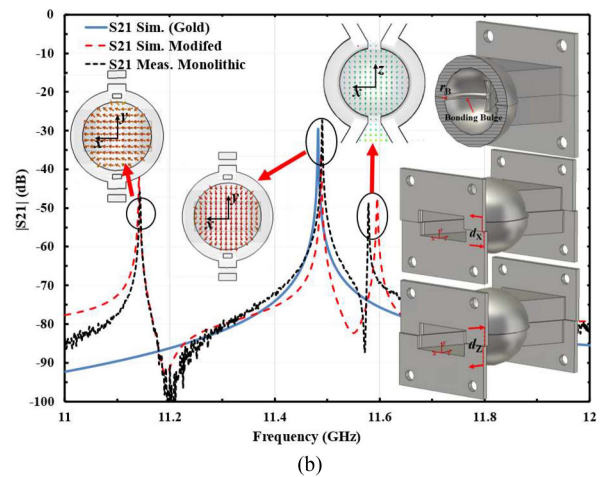 (b)
S21 Sim. (Gold)
S21 Sim. Modifed
S21 Meas. Monolithic
y
x
y
x
z
x
rB
Bonding Bulge
dX
dZ
|S21| (dB)
0
-10
-20
-30
-40
-50
-60
-70
-80
-90
-100
11
11.2
11.4
11.6
11.8
12
Frequency (GHz)
(b)